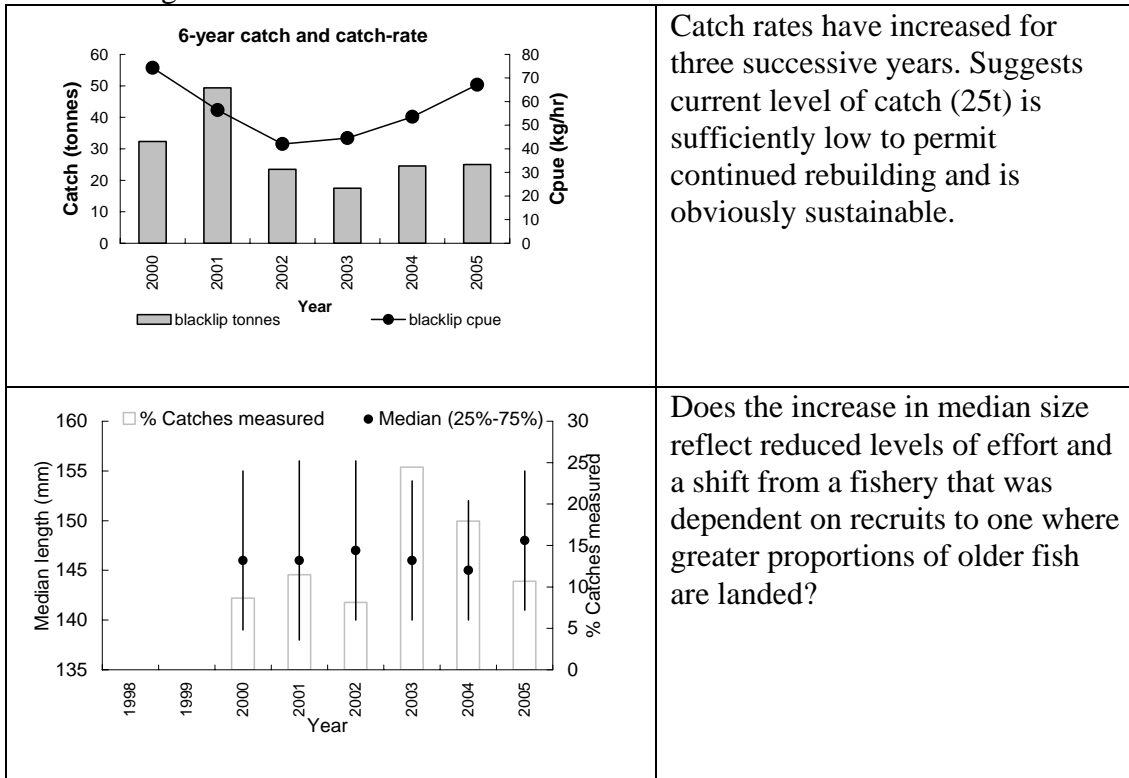 6-year catch and catch-rate
60
50
40
30
20
10
0
Catch (tonnes)
80
70
60
50
40
30
20
10
0
Cpue (kg/hr)
2000
2001
2002
2003
2004
2005
Year
blacklip tonnes
blacklip cpue
Catch rates have increased for
three successive years. Suggests
current level of catch (25t) is
sufficiently low to permit
continued rebuilding and is
obviously sustainable.
% Catches measured
Median (25%-75%)
160
155
150
145
140
135
Median length (mm)
30
25
20
15
10
5
0
% Catches measured
1998
1999
2000
2001
2002
2003
2004
2005
Year
Does the increase in median size
reflect reduced levels of effort and
a shift from a fishery that was
dependent on recruits to one where
greater proportions of older fish
are landed?